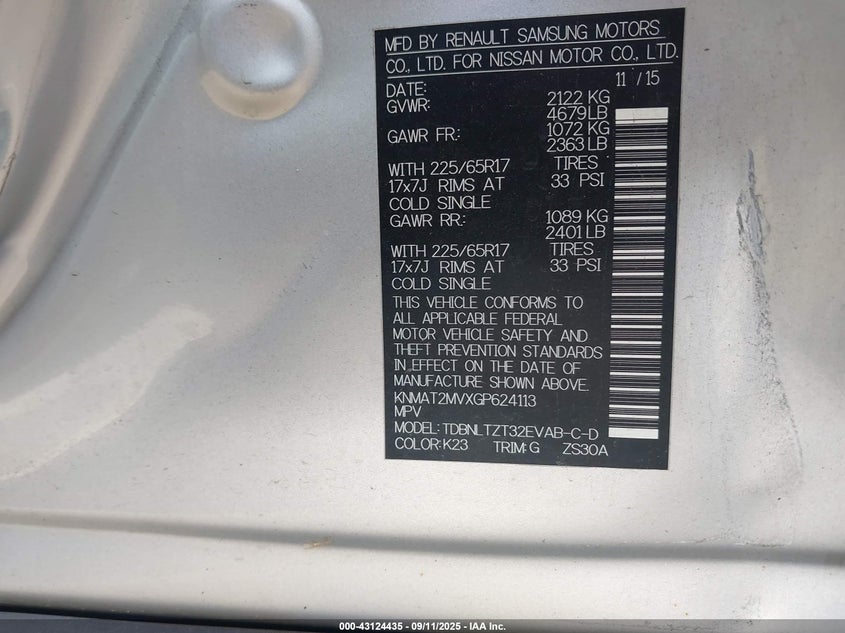 MFD BY RENAULT SAMSUNG MOTORS
CO., LTD. FOR NISSAN MOTOR CO., LTD.
DATE: 11 / 15
GVWR: 2122 KG
4679 LB
GAWR FR.: 1072 KG
2363 LB
WITH 225/65R17 TIRES
17x7J RIMS AT 33 PSI
COLD SINGLE
GAWR RR.: 1089 KG
2401 LB
WITH 225/65R17 TIRES
17x7J RIMS AT 33 PSI
COLD SINGLE
THIS VEHICLE CONFORMS TO
ALL APPLICABLE FEDERAL
MOTOR VEHICLE SAFETY AND
THEFT PREVENTION STANDARDS
IN EFFECT ON THE DATE OF
MANUFACTURE SHOWN ABOVE.
KNMAT2MVXGP624113
MPV
MODEL: TDBNLTZT32EVAB-C-D
COLOR:K23 TRIM:G ZS30A
000-43124435 - 09/11/2025 - IAA Inc.